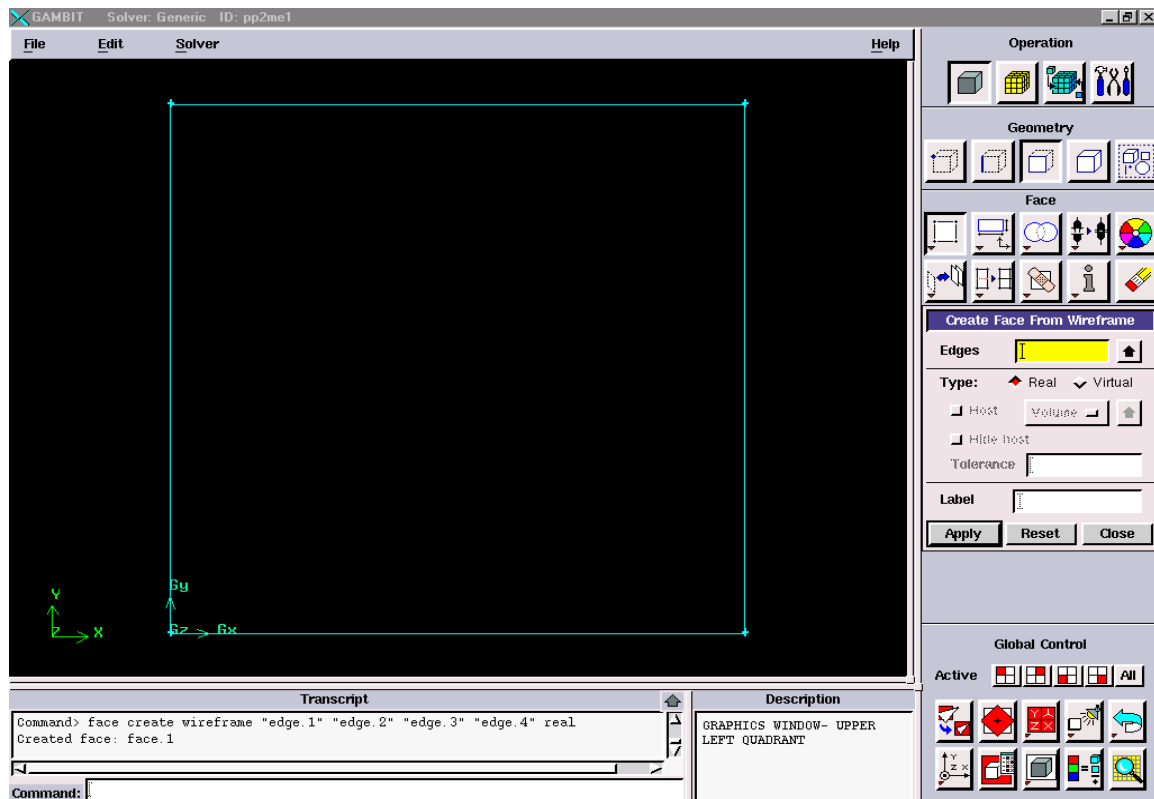 GAMBIT Solver: Generic ID: pp2me1
File Edit Solver Help
Gy
Gz Gx
Y
Z X
Operation
Geometry
Face
Create Face From Wireframe
Edges
Type: Real Virtual
Host Volume
Hide host
Tolerance
Label
Apply Reset Close
Global Control
Active All
Transcript
Command> face create wireframe "edge.1" "edge.2" "edge.3" "edge.4" real
Created face: face.1
Command:
Description
GRAPHICS WINDOW- UPPER
LEFT QUADRANT